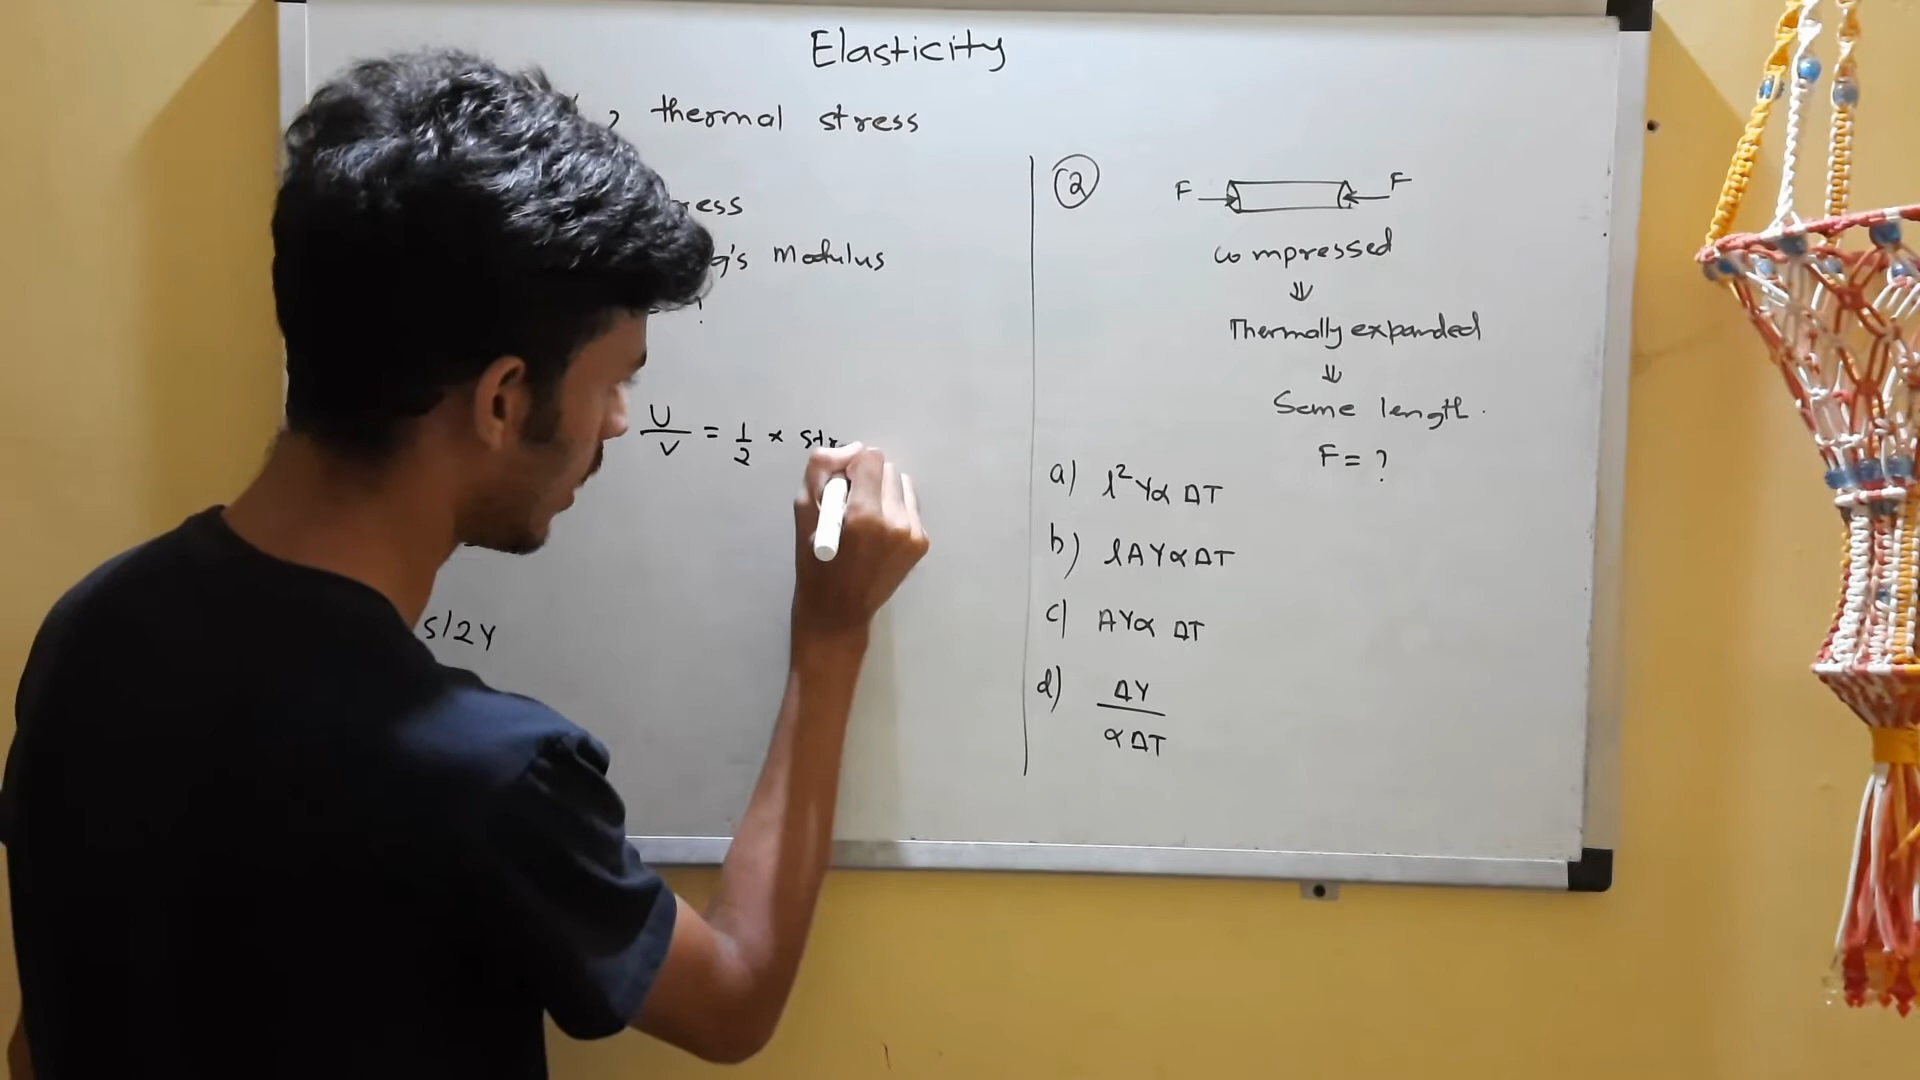 Elasticity
, thermal stress
ress
g's Modulus
?
U/V = 1/2 × str
S/2Y
②
F → ← F
compressed
⇓
Thermally expanded
⇓
Same length.
F = ?
a) l²Yα ΔT
b) lAYαΔT
c) AYα ΔT
d) ΔY/αΔT